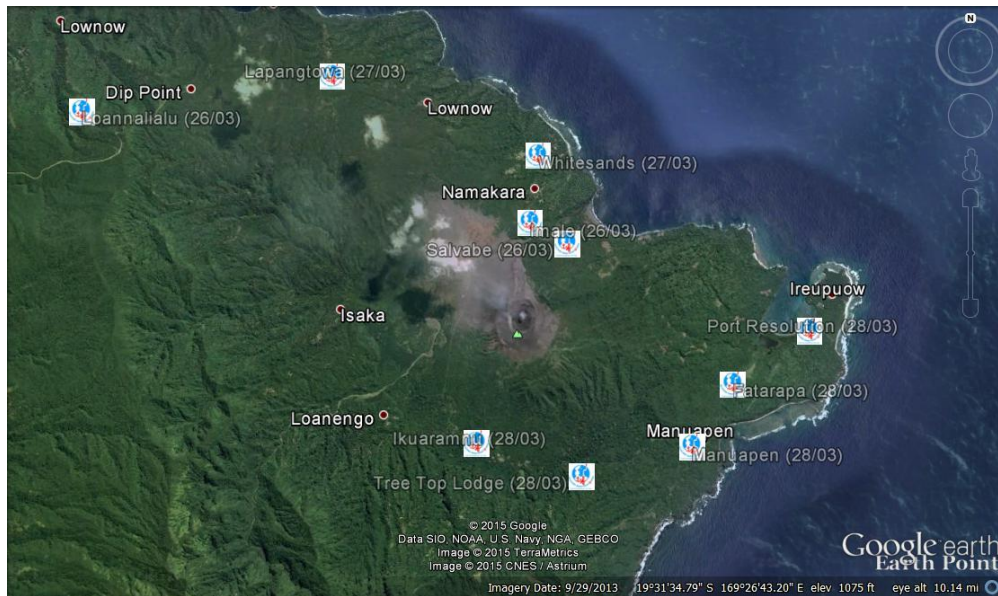 N
Lownow
Lapangtowa (27/03)
Dip Point
Lownow
Loannalialu (26/03)
Whitesands (27/03)
Namakara
Imale (26/03)
Salvabe (26/03)
Ireupuow
Isaka
Port Resolution (28/03)
Patarapa (28/03)
Loanengo
Manuapen
Ikuaramnu (28/03)
Manuapen (28/03)
Tree Top Lodge (28/03)
© 2015 Google
Data SIO, NOAA, U.S. Navy, NGA, GEBCO
Image © 2015 TerraMetrics
Image © 2015 CNES / Astrium
Google earth
Earth Point
Imagery Date: 9/29/2013 19°31'34.79" S 169°26'43.20" E elev 1075 ft eye alt 10.14 mi